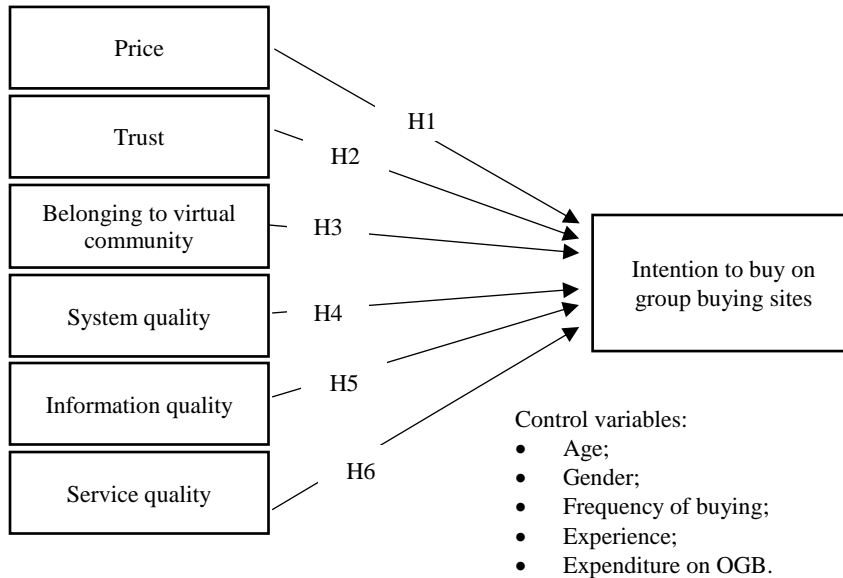 Price
H1
Trust
H2
Belonging to virtual
community
H3
Intention to buy on
group buying sites
System quality
H4
Information quality
H5
Service quality
H6
Control variables:
• Age;
• Gender;
• Frequency of buying;
• Experience;
• Expenditure on OGB.